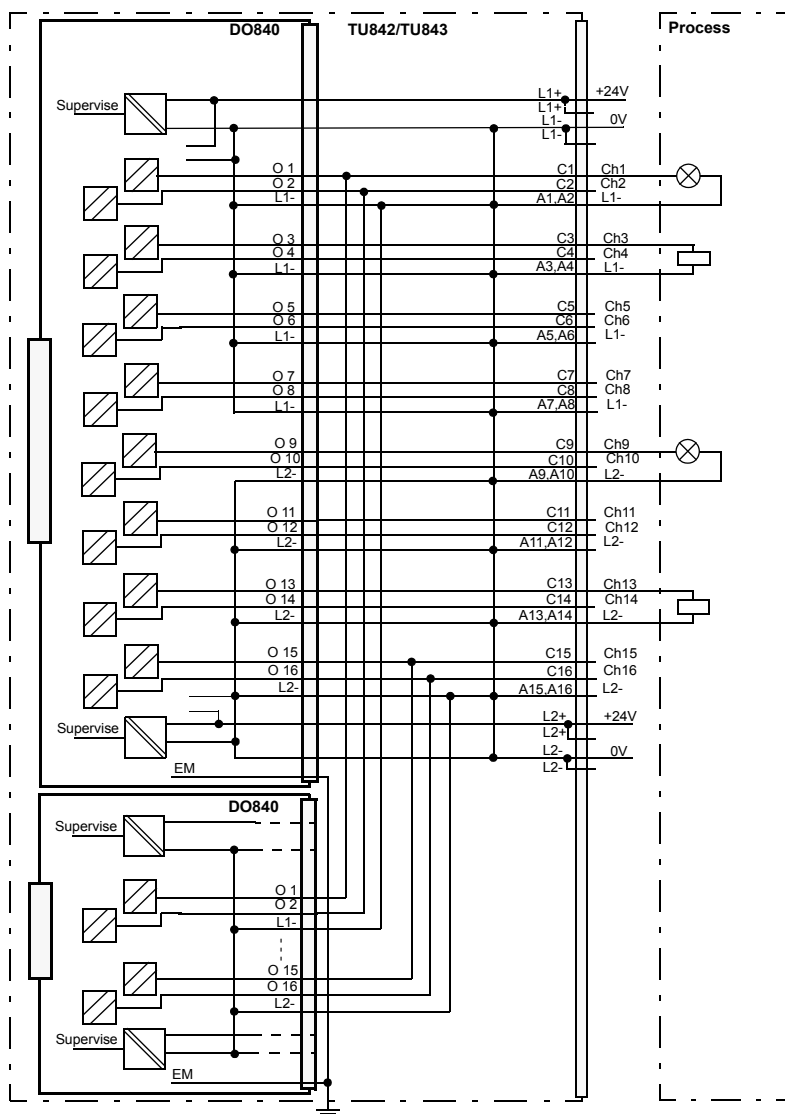 DO840 TU842/TU843 Process
L1+ +24V
Supervise
L1+
L1- 0V
L1-
O 1 C1 Ch1
O 2 C2 Ch2
L1- A1,A2 L1-
O 3 C3 Ch3
O 4 C4 Ch4
L1- A3,A4 L1-
O 5 C5 Ch5
O 6 C6 Ch6
L1- A5,A6 L1-
O 7 C7 Ch7
O 8 C8 Ch8
L1- A7,A8 L1-
O 9 C9 Ch9
O 10 C10 Ch10
L2- A9,A10 L2-
O 11 C11 Ch11
O 12 C12 Ch12
L2- A11,A12 L2-
O 13 C13 Ch13
O 14 C14 Ch14
L2- A13,A14 L2-
O 15 C15 Ch15
O 16 C16 Ch16
L2- A15,A16 L2-
L2+ +24V
Supervise L2+
L2- 0V
EM L2-
DO840
Supervise
O 1
O 2
L1-
O 15
O 16
L2-
Supervise
EM